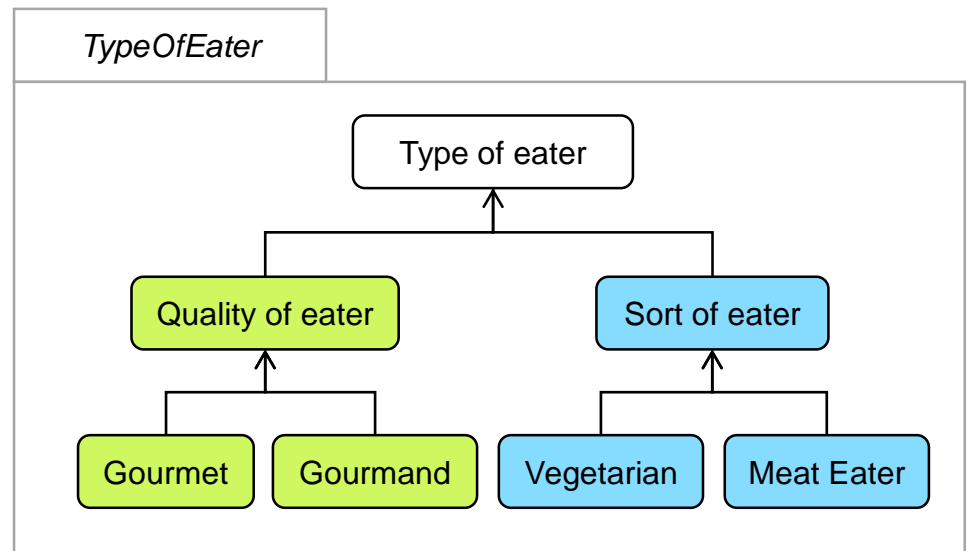 TypeOfEater
Type of eater
Quality of eater
Sort of eater
Gourmet
Gourmand
Vegetarian
Meat Eater